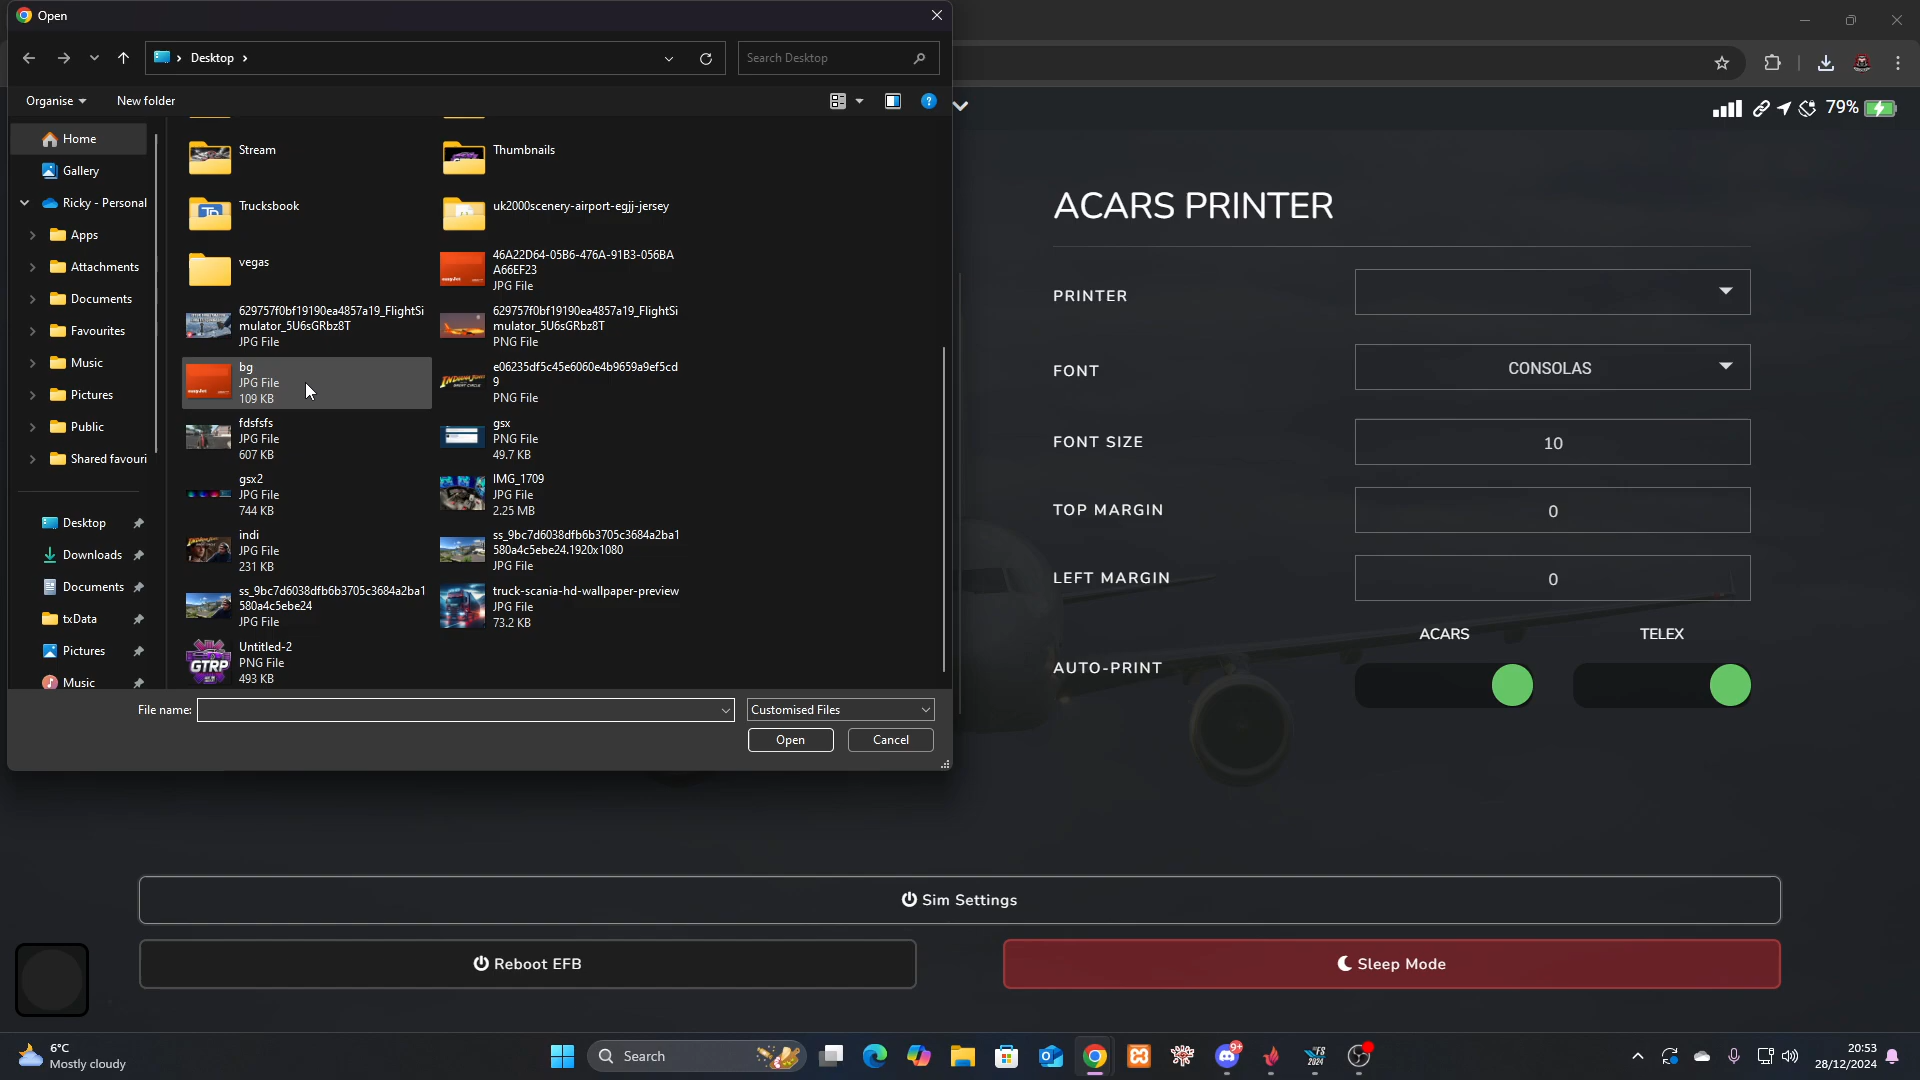 Open
Desktop
Search Desktop
Organise
New folder
79%
Home
Gallery
Ricky - Personal
Apps
Attachments
Documents
Favourites
Music
Pictures
Public
Shared favouri
Desktop
Downloads
Documents
txData
Pictures
Music
Stream
Thumbnails
Trucksbook
uk2000scenery-airport-egjj-jersey
vegas
46A22D64-05B6-476A-91B3-056BA
A66EF23
JPG File
629757f0bf19190ea4857a19_FlightSi
mulator_5U6sGRbz8T
JPG File
629757f0bf19190ea4857a19_FlightSi
mulator_5U6sGRbz8T
PNG File
bg
JPG File
109 KB
e06235df5c45e6060e4b9659a9ef5cd
9
PNG File
fdsfsfs
JPG File
607 KB
gsx
PNG File
49.7 KB
gsx2
JPG File
744 KB
IMG_1709
JPG File
2.25 MB
indi
JPG File
231 KB
ss_9bc7d6038dfb6b3705c3684a2ba1
580a4c5ebe24.1920x1080
JPG File
ss_9bc7d6038dfb6b3705c3684a2ba1
580a4c5ebe24
JPG File
truck-scania-hd-wallpaper-preview
JPG File
73.2 KB
GTRP
Untitled-2
PNG File
493 KB
File name:
Customised Files
Open
Cancel
ACARS PRINTER
PRINTER
FONT
CONSOLAS
FONT SIZE
10
TOP MARGIN
0
LEFT MARGIN
0
ACARS
TELEX
AUTO-PRINT
Sim Settings
Reboot EFB
Sleep Mode
6°C
Mostly cloudy
Search
9+
FS
2024
20:53
28/12/2024